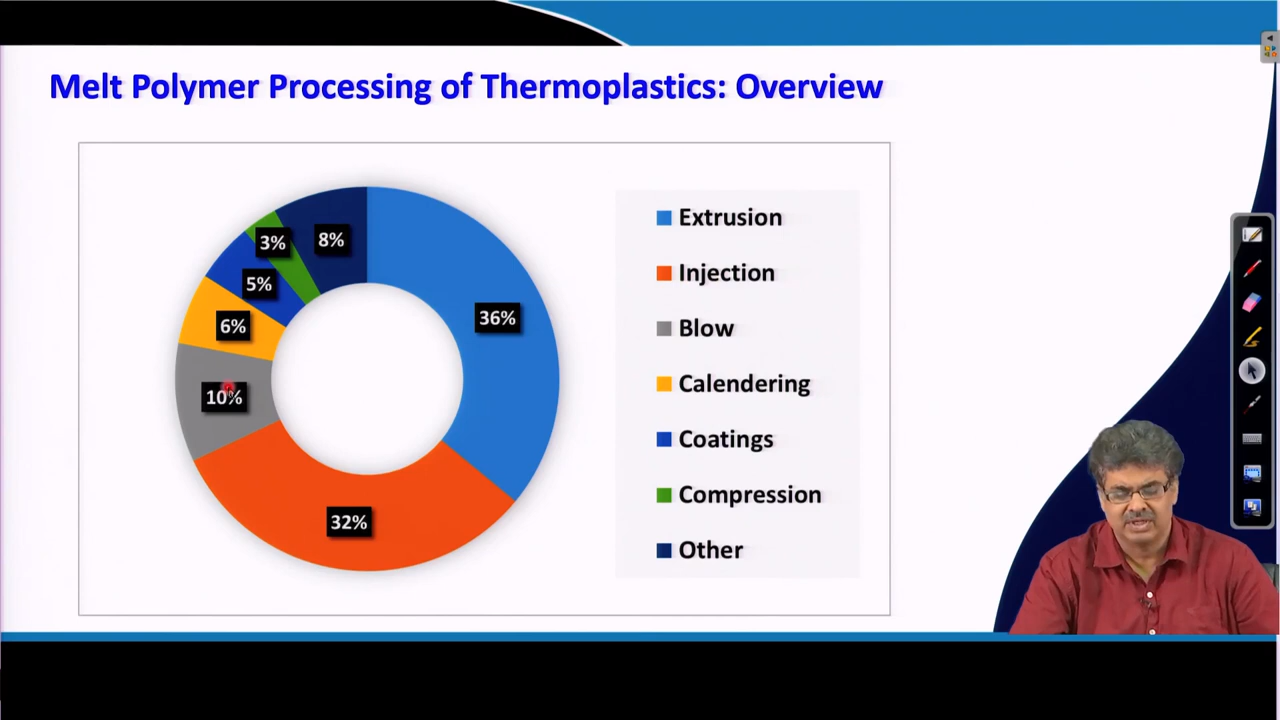 Melt Polymer Processing of Thermoplastics: Overview
3%
8%
5%
36%
6%
10%
32%
Extrusion
Injection
Blow
Calendering
Coatings
Compression
Other